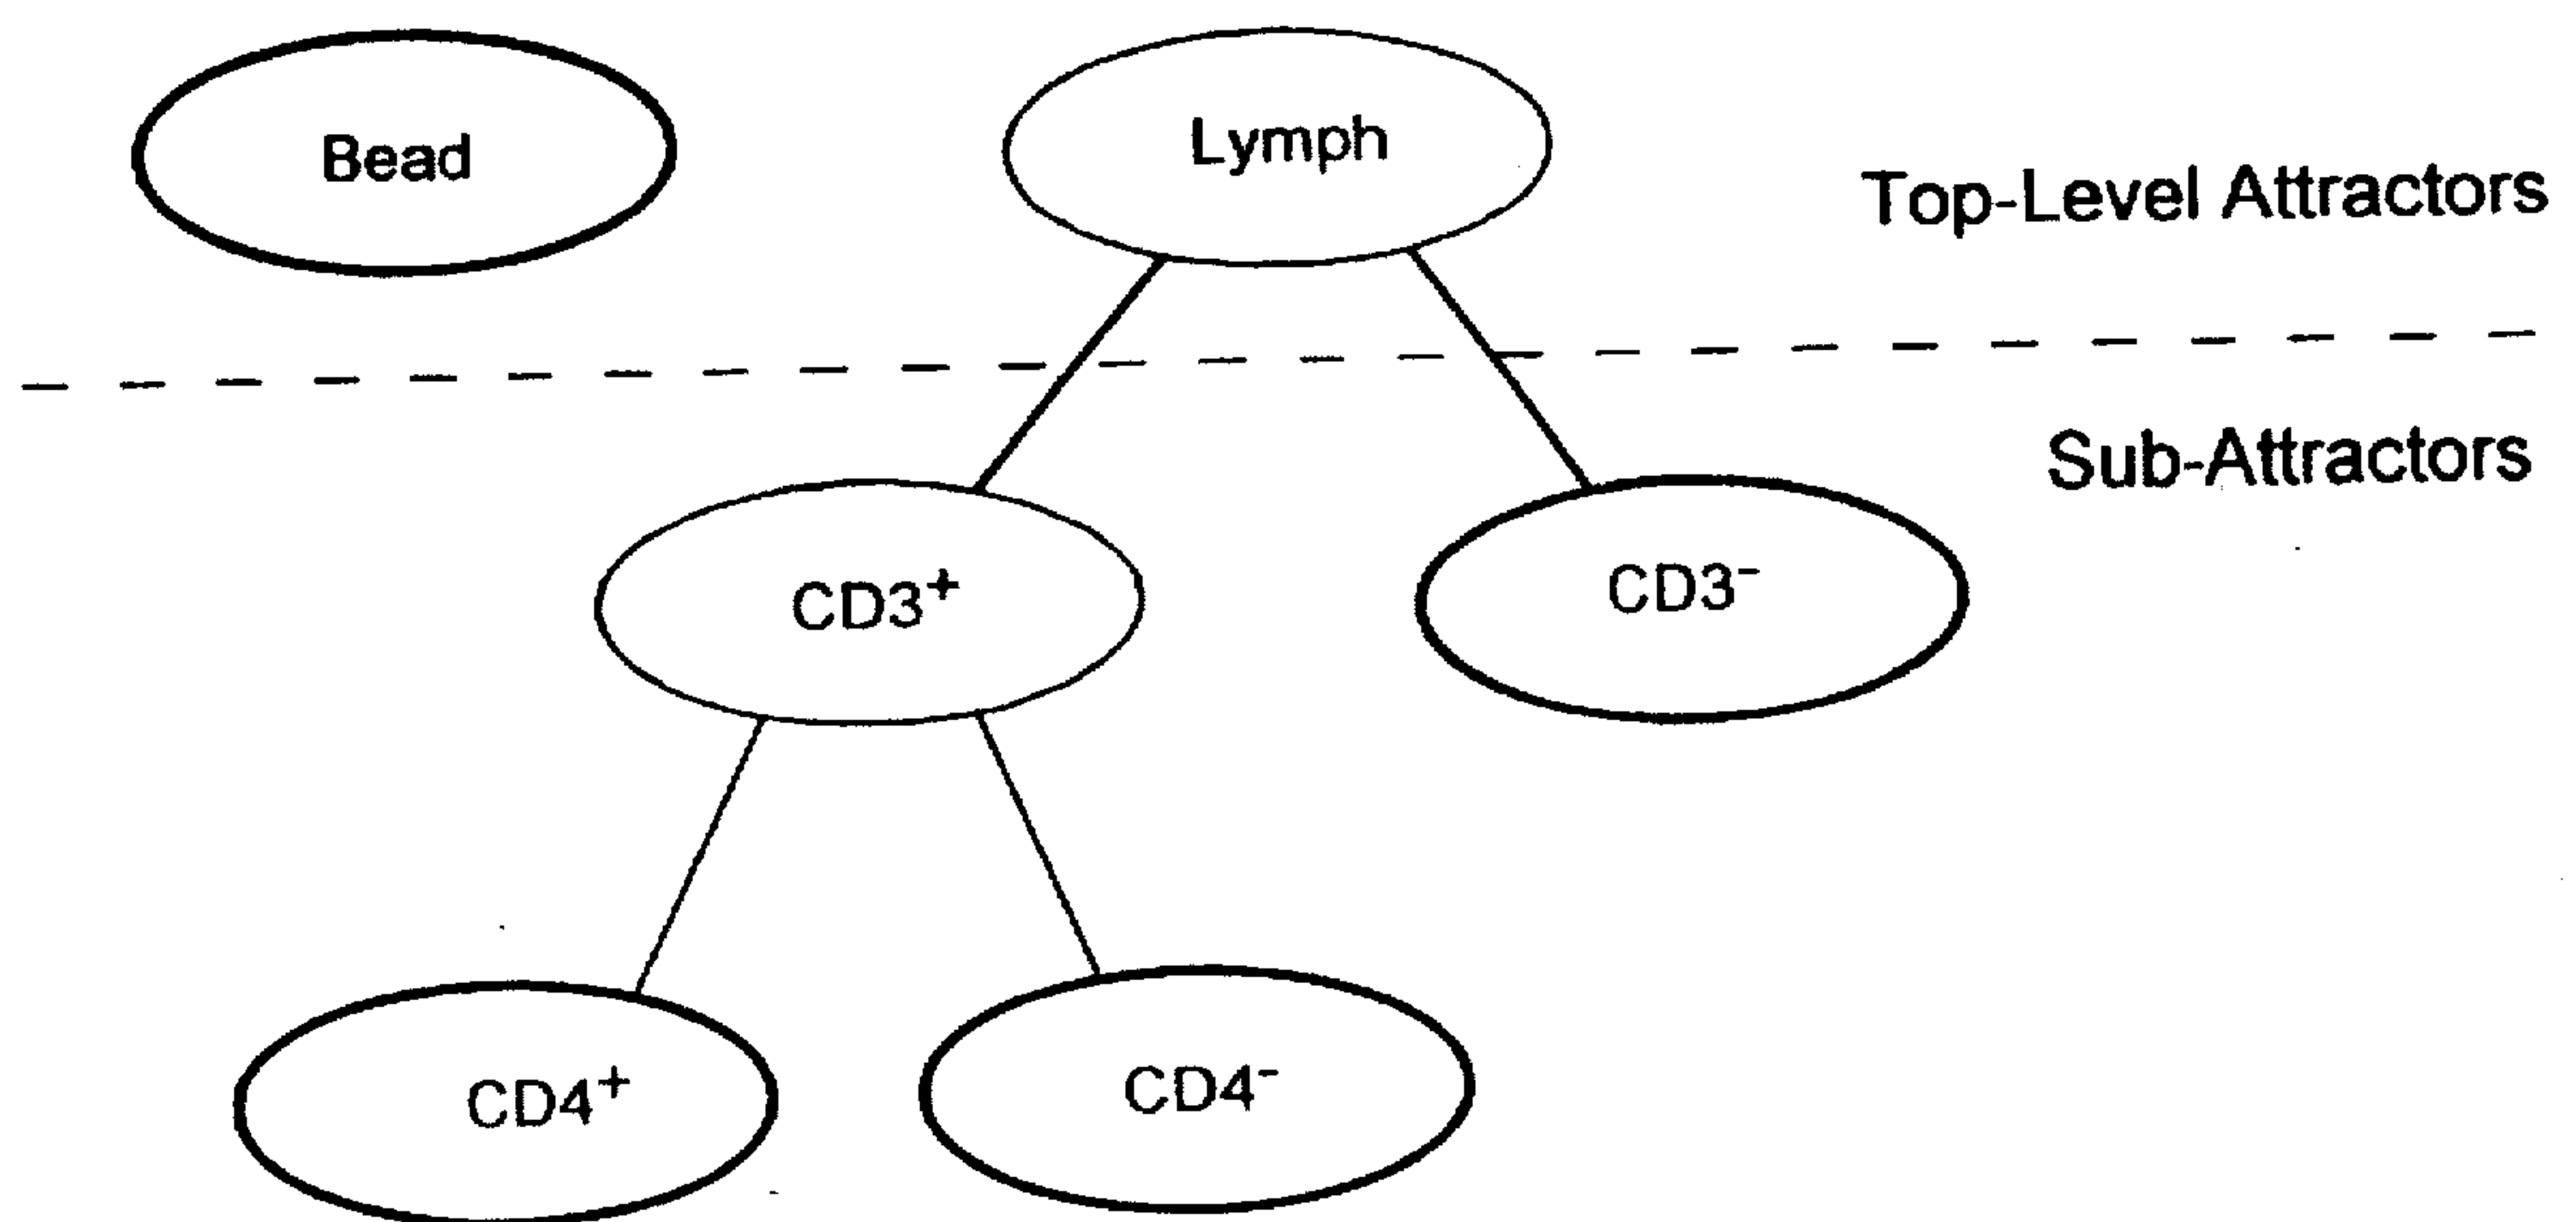 Bead
Lymph
Top-Level Attractors
Sub-Attractors
CD3⁺
CD3⁻
CD4⁺
CD4⁻